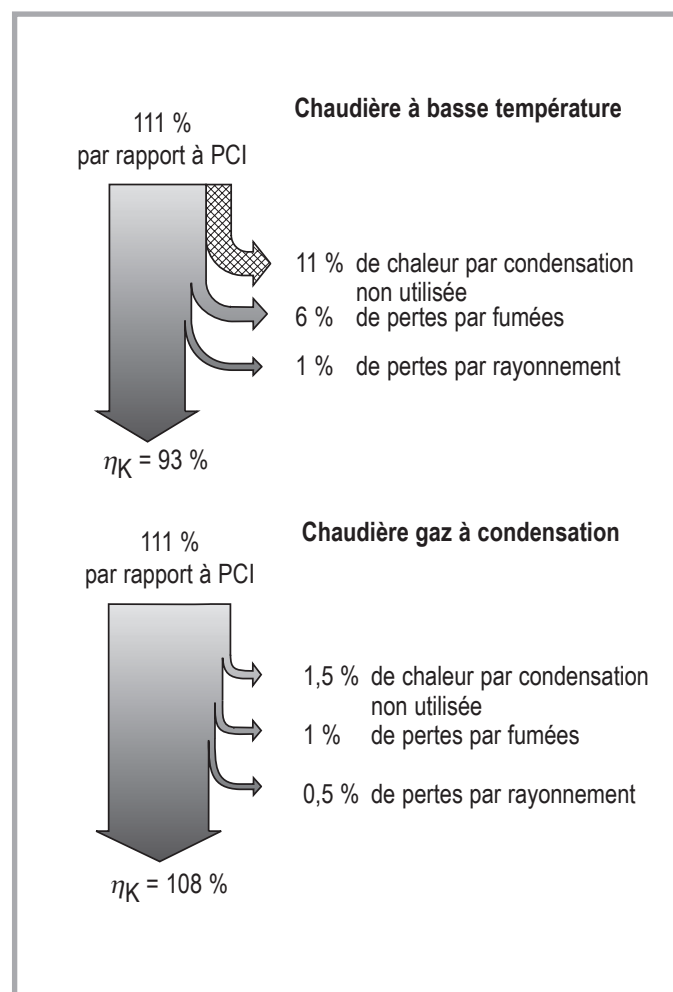 Chaudière à basse température
111 %
par rapport à PCI
11 % de chaleur par condensation
non utilisée
6 % de pertes par fumées
1 % de pertes par rayonnement
ηK = 93 %
Chaudière gaz à condensation
111 %
par rapport à PCI
1,5 % de chaleur par condensation
non utilisée
1 % de pertes par fumées
0,5 % de pertes par rayonnement
ηK = 108 %